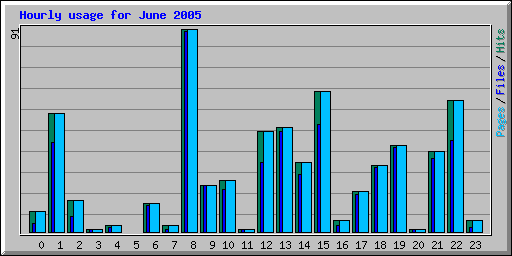 Hourly usage for June 2005
91
Pages/Files/Hits
0 1 2 3 4 5 6 7 8 9 10 11 12 13 14 15 16 17 18 19 20 21 22 23